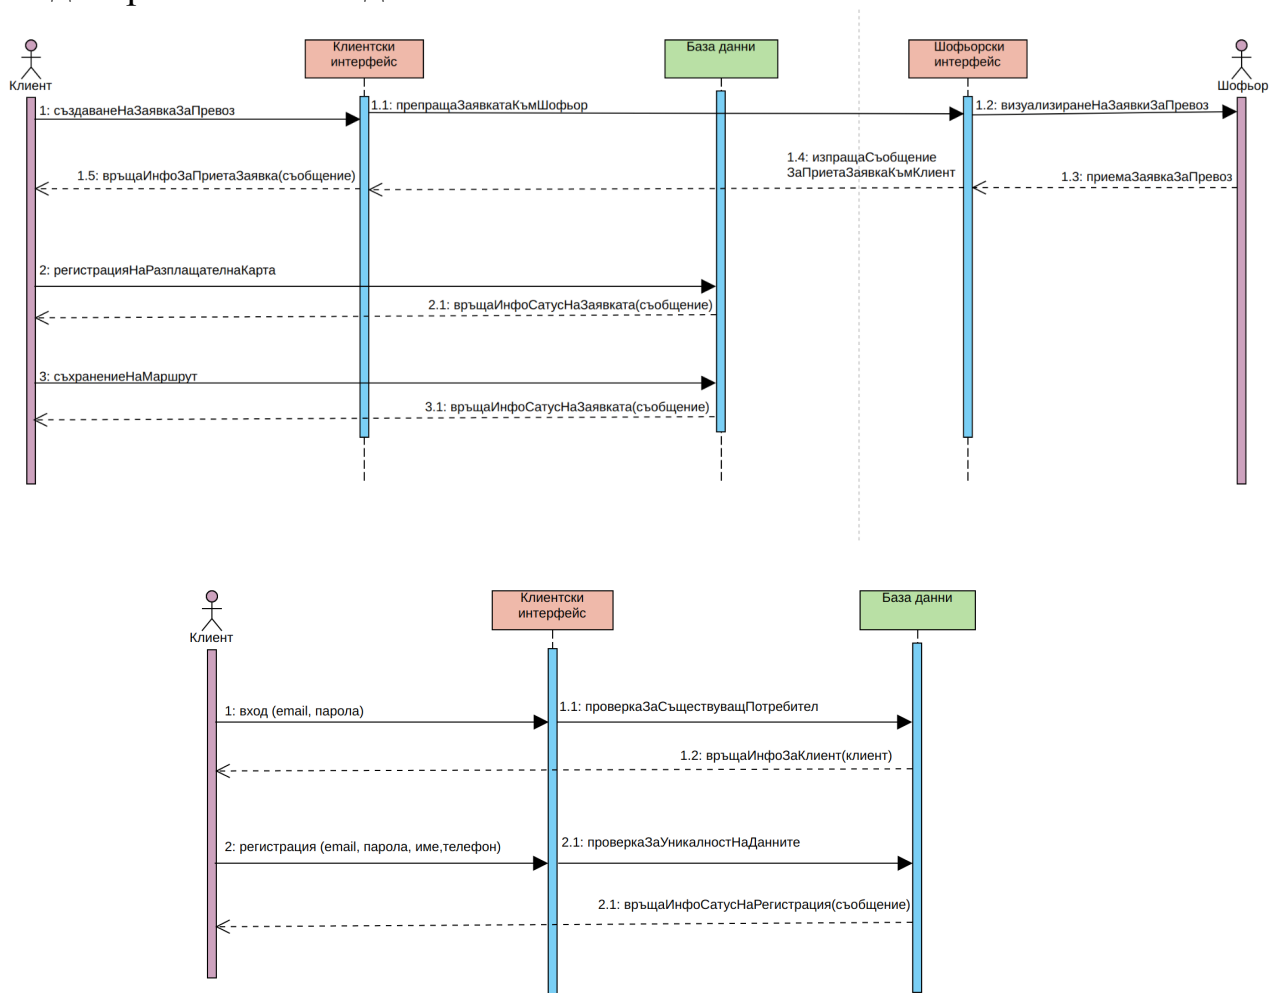 Клиентски
интерфейс
База данни
Шофьорски
интерфейс
Клиент
Шофьор
1: създаванеНаЗаявкаЗаПревоз
1.1: препращаЗаявкатаКъмШофьор
1.2: визуализиранеНаЗаявкиЗаПревоз
1.4: изпращаСъобщение
ЗаПриетаЗаявкаКъмКлиент
1.5: връщаИнфоЗаПриетаЗаявка(съобщение)
1.3: приемаЗаявкаЗаПревоз
2: регистрацияНаРазплащателнаКарта
2.1: връщаИнфоСатусНаЗаявката(съобщение)
3: съхранениеНаМаршрут
3.1: връщаИнфоСатусНаЗаявката(съобщение)
Клиентски
интерфейс
База данни
Клиент
1: вход (email, парола)
1.1: проверкаЗаСъществуващПотребител
1.2: връщаИнфоЗаКлиент(клиент)
2: регистрация (email, парола, име,телефон)
2.1: проверкаЗаУникалностНаДанните
2.1: връщаИнфоСатусНаРегистрация(съобщение)